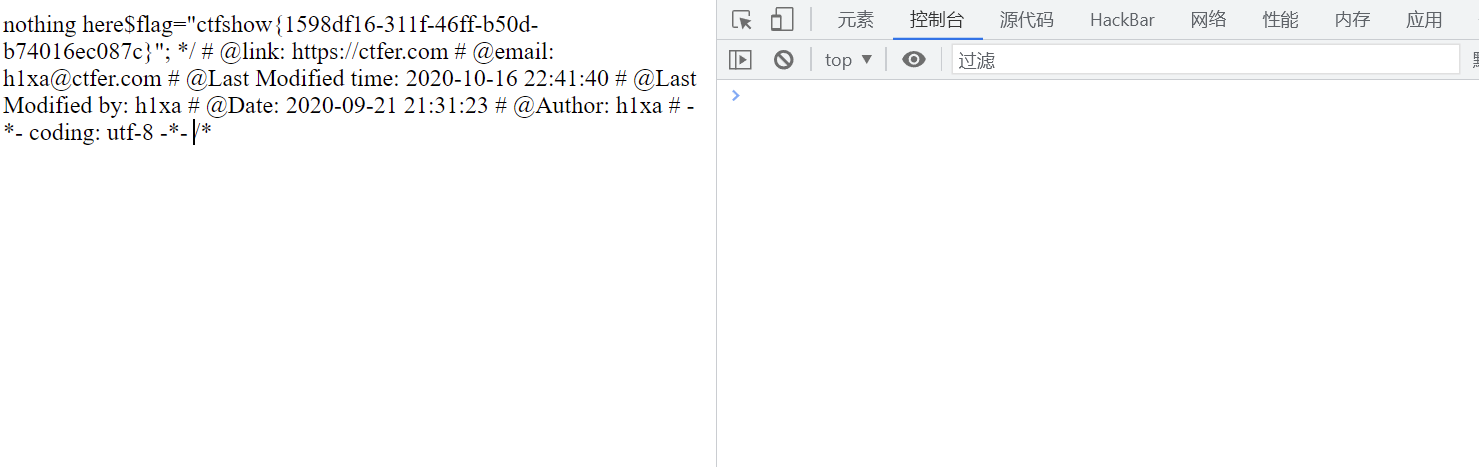 nothing here$flag="ctfshow{1598df16-311f-46ff-b50d-
b74016ec087c}"; */ # @link: https://ctfer.com # @email:
h1xa@ctfer.com # @Last Modified time: 2020-10-16 22:41:40 # @Last
Modified by: h1xa # @Date: 2020-09-21 21:31:23 # @Author: h1xa # -
*- coding: utf-8 -*- /*
元素 控制台 源代码 HackBar 网络 性能 内存 应用
top ▼ 过滤